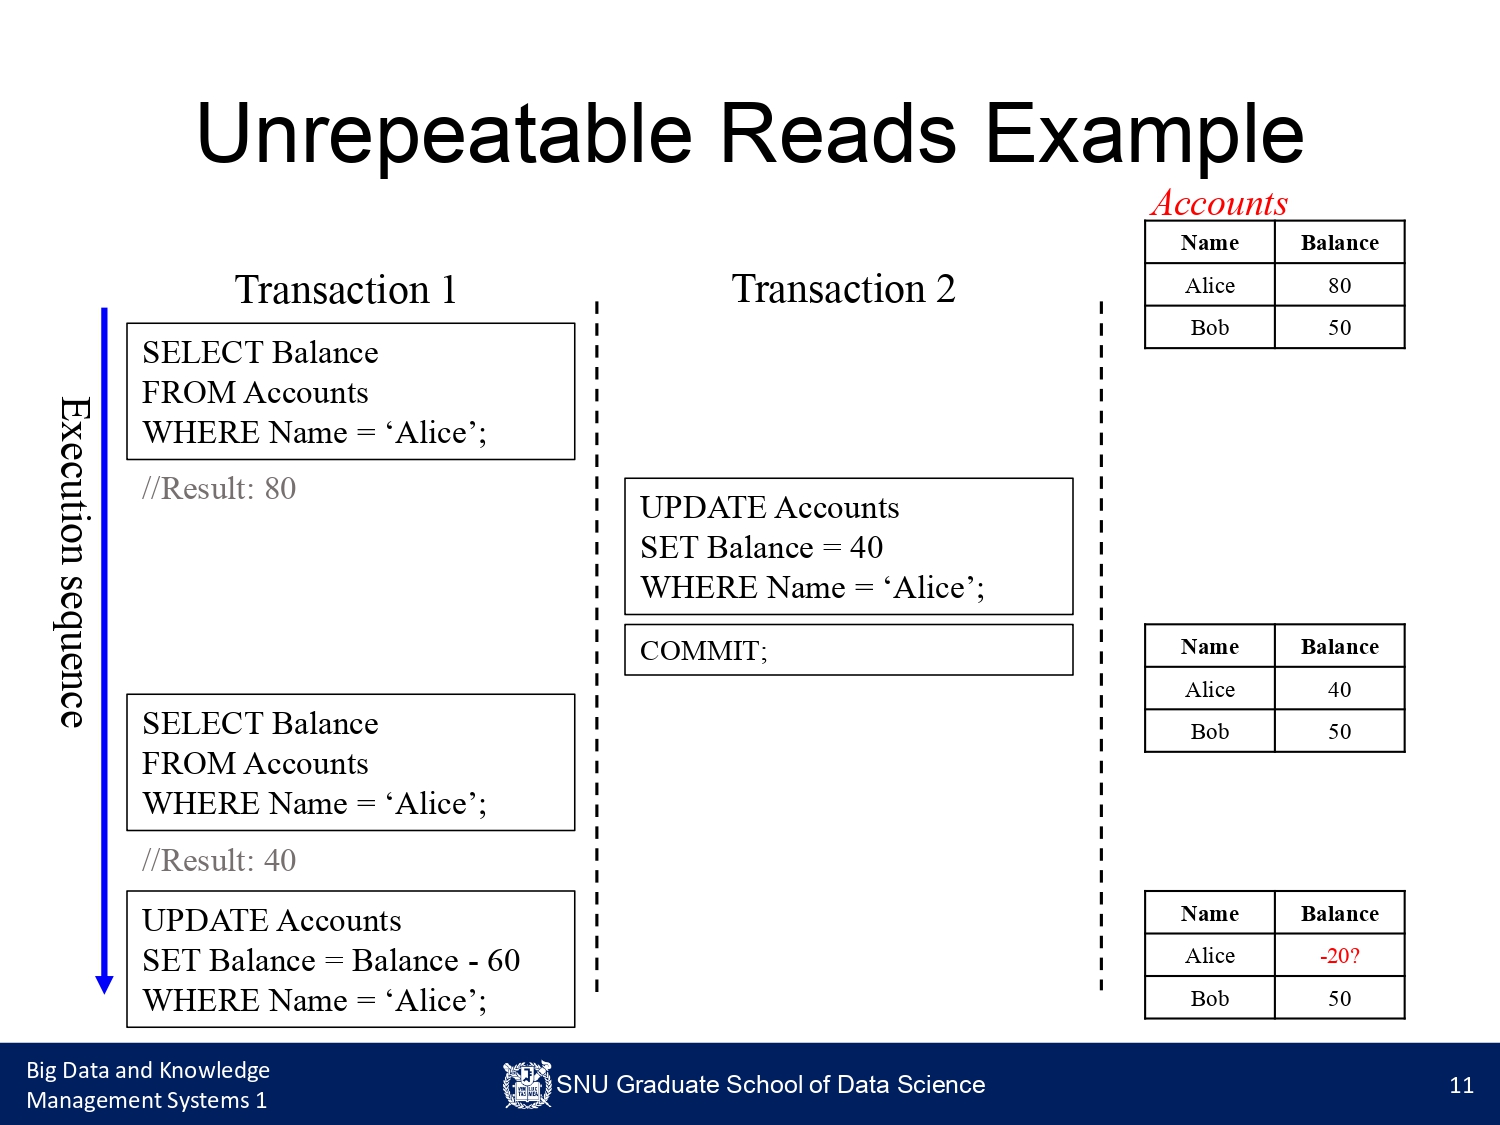 Unrepeatable Reads Example
Accounts
Name Balance
Alice 80
Bob 50
Transaction 1
Transaction 2
Execution sequence
SELECT Balance
FROM Accounts
WHERE Name = ‘Alice’;
//Result: 80
UPDATE Accounts
SET Balance = 40
WHERE Name = ‘Alice’;
COMMIT;
Name Balance
Alice 40
Bob 50
SELECT Balance
FROM Accounts
WHERE Name = ‘Alice’;
//Result: 40
UPDATE Accounts
SET Balance = Balance - 60
WHERE Name = ‘Alice’;
Name Balance
Alice -20?
Bob 50
Big Data and Knowledge
Management Systems 1
SNU Graduate School of Data Science
11